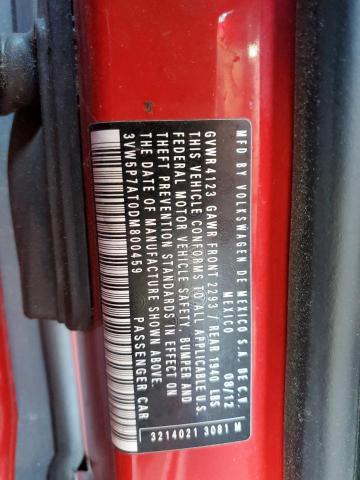 MFD BY VOLKSWAGEN DE MEXICO S.A. DE C.V.
MEXICO 08/12
GVWR 4123 GAWR FRONT 2293 / REAR 1940 LBS
THIS VEHICLE CONFORMS TO ALL APPLICABLE U.S.
FEDERAL MOTOR VEHICLE SAFETY, BUMPER AND
THEFT PREVENTION STANDARDS IN EFFECT ON
DATE OF MANUFACTURE SHOWN ABOVE.
3VW5P7AT0DM800459 PASSENGER CAR
3214021 3081 M